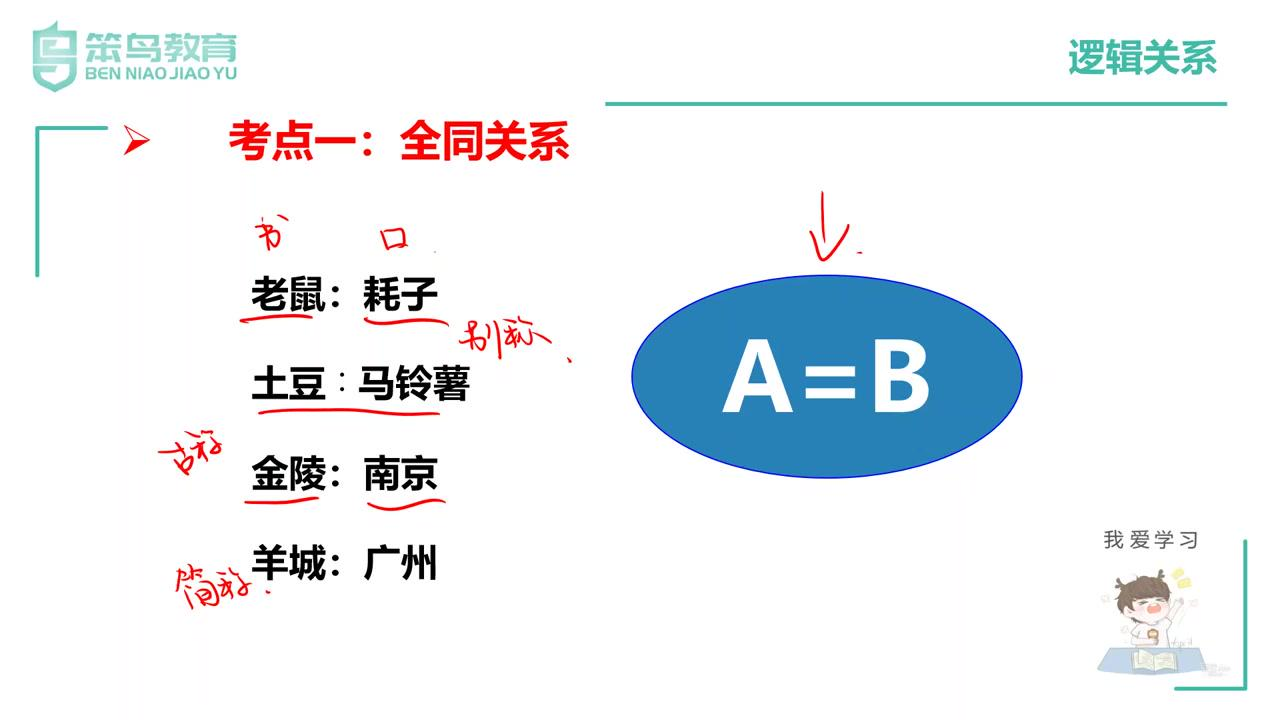 笨鸟教育
BEN NIAO JIAO YU
逻辑关系
考点一：全同关系
书 口
老鼠：耗子
别称
土豆：马铃薯
古称
金陵：南京
羊城：广州
简称
A=B
我爱学习